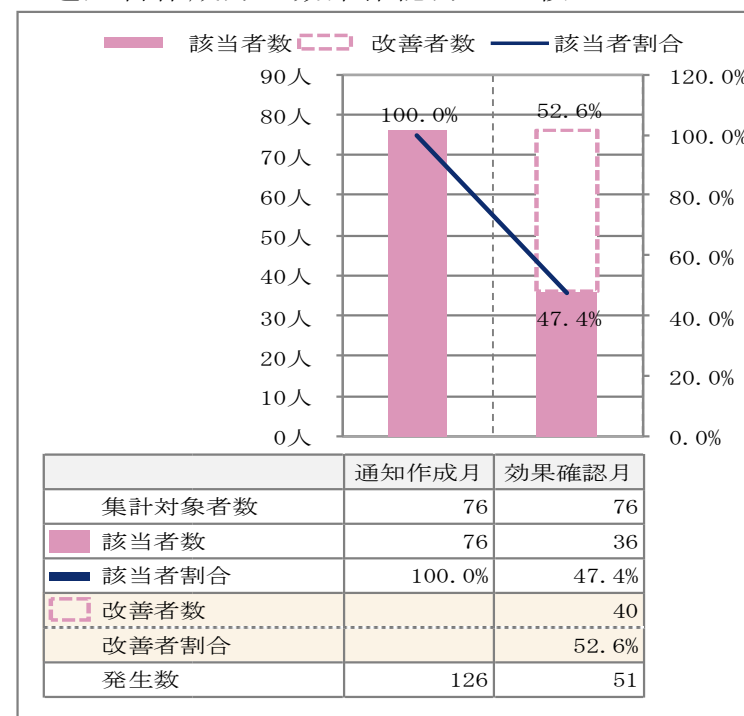 該当者数 改善者数 該当者割合
90人 120.0%
80人 100.0% 52.6%
100.0%
70人
60人 80.0%
50人
60.0%
40人
30人 47.4% 40.0%
20人
20.0%
10人
0人 0.0%
通知作成月 効果確認月
集計対象者数 76 76
該当者数 76 36
該当者割合 100.0% 47.4%
改善者数 40
改善者割合 52.6%
発生数 126 51